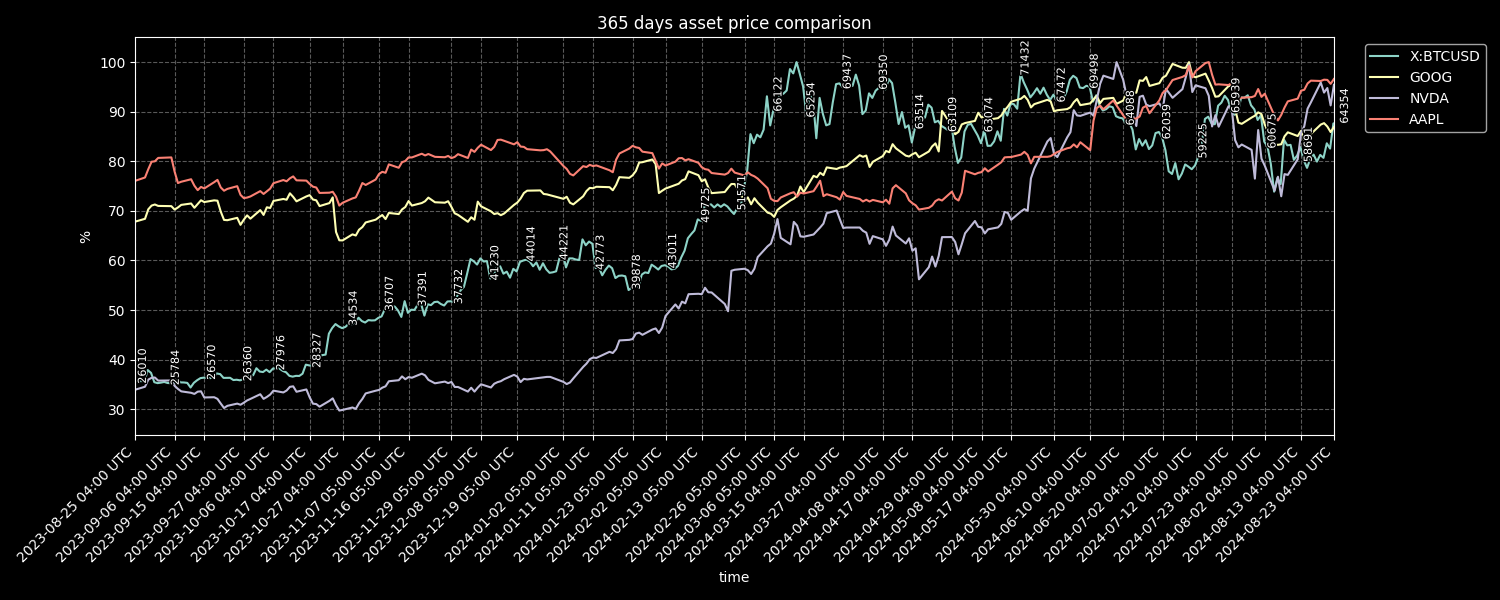 365 days asset price comparison
X:BTCUSD
GOOG
NVDA
AAPL
%
100
90
80
70
60
50
40
30
26010
25784
26570
26360
27976
28327
34534
36707
37391
37732
41230
44014
44221
42773
39878
43011
49725
51571
66122
65254
69437
69350
63514
63109
63074
71432
67472
69498
64088
62039
59225
65939
60675
58691
64354
2023-08-25 04:00 UTC
2023-09-06 04:00 UTC
2023-09-15 04:00 UTC
2023-09-27 04:00 UTC
2023-10-06 04:00 UTC
2023-10-17 04:00 UTC
2023-10-27 04:00 UTC
2023-11-07 05:00 UTC
2023-11-16 05:00 UTC
2023-11-29 05:00 UTC
2023-12-08 05:00 UTC
2023-12-19 05:00 UTC
2024-01-02 05:00 UTC
2024-01-11 05:00 UTC
2024-01-23 05:00 UTC
2024-02-02 05:00 UTC
2024-02-13 05:00 UTC
2024-02-26 05:00 UTC
2024-03-06 05:00 UTC
2024-03-15 04:00 UTC
2024-03-27 04:00 UTC
2024-04-08 04:00 UTC
2024-04-17 04:00 UTC
2024-04-29 04:00 UTC
2024-05-08 04:00 UTC
2024-05-17 04:00 UTC
2024-05-30 04:00 UTC
2024-06-10 04:00 UTC
2024-06-20 04:00 UTC
2024-07-02 04:00 UTC
2024-07-12 04:00 UTC
2024-07-23 04:00 UTC
2024-08-02 04:00 UTC
2024-08-13 04:00 UTC
2024-08-23 04:00 UTC
time